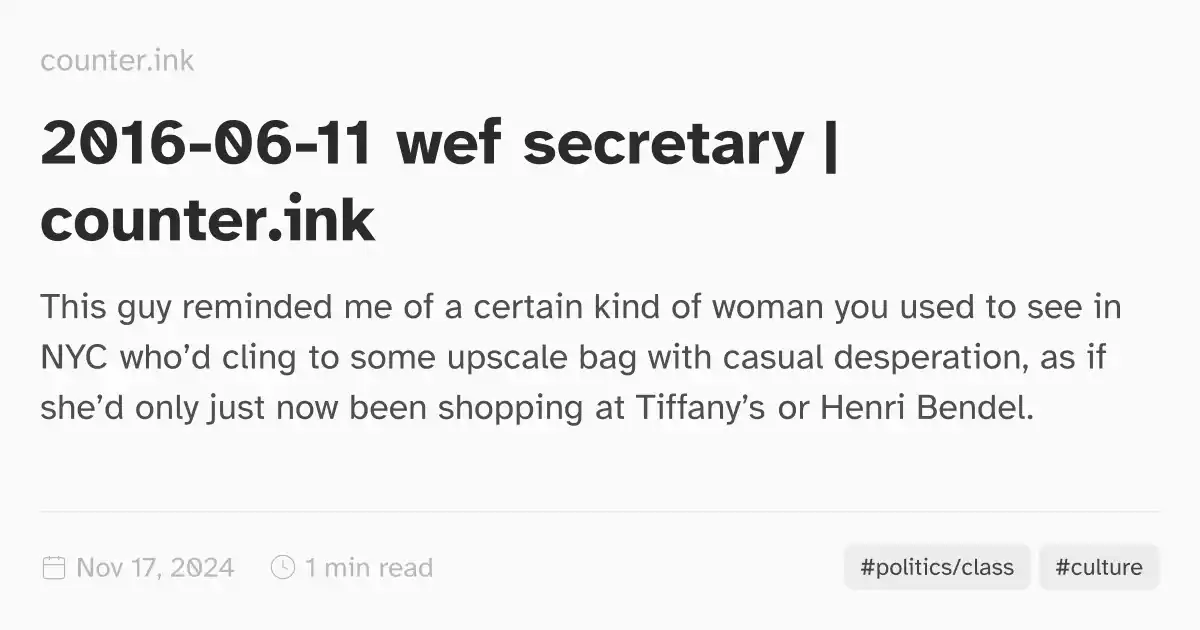 counter.ink
2016-06-11 wef secretary |
counter.ink
This guy reminded me of a certain kind of woman you used to see in
NYC who’d cling to some upscale bag with casual desperation, as if
she’d only just now been shopping at Tiffany’s or Henri Bendel.
Nov 17, 2024 1 min read #politics/class #culture